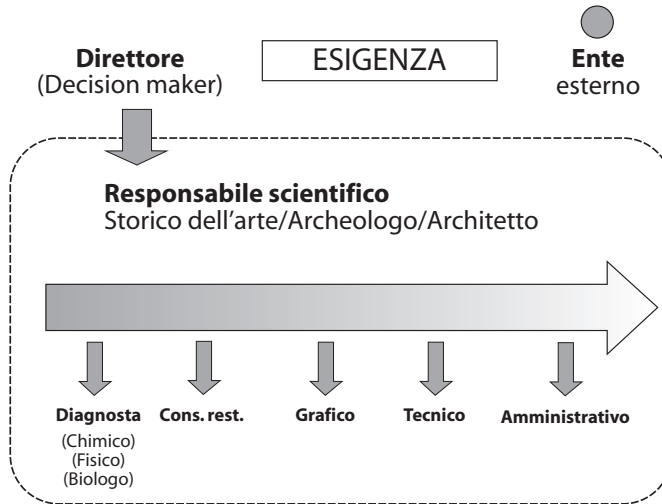 Direttore
(Decision maker)
ESIGENZA
Ente
esterno
Responsabile scientifico
Storico dell'arte/Archeologo/Architetto
Diagnosta
(Chimico)
(Fisico)
(Biologo)
Cons. rest.
Grafico
Tecnico
Amministrativo